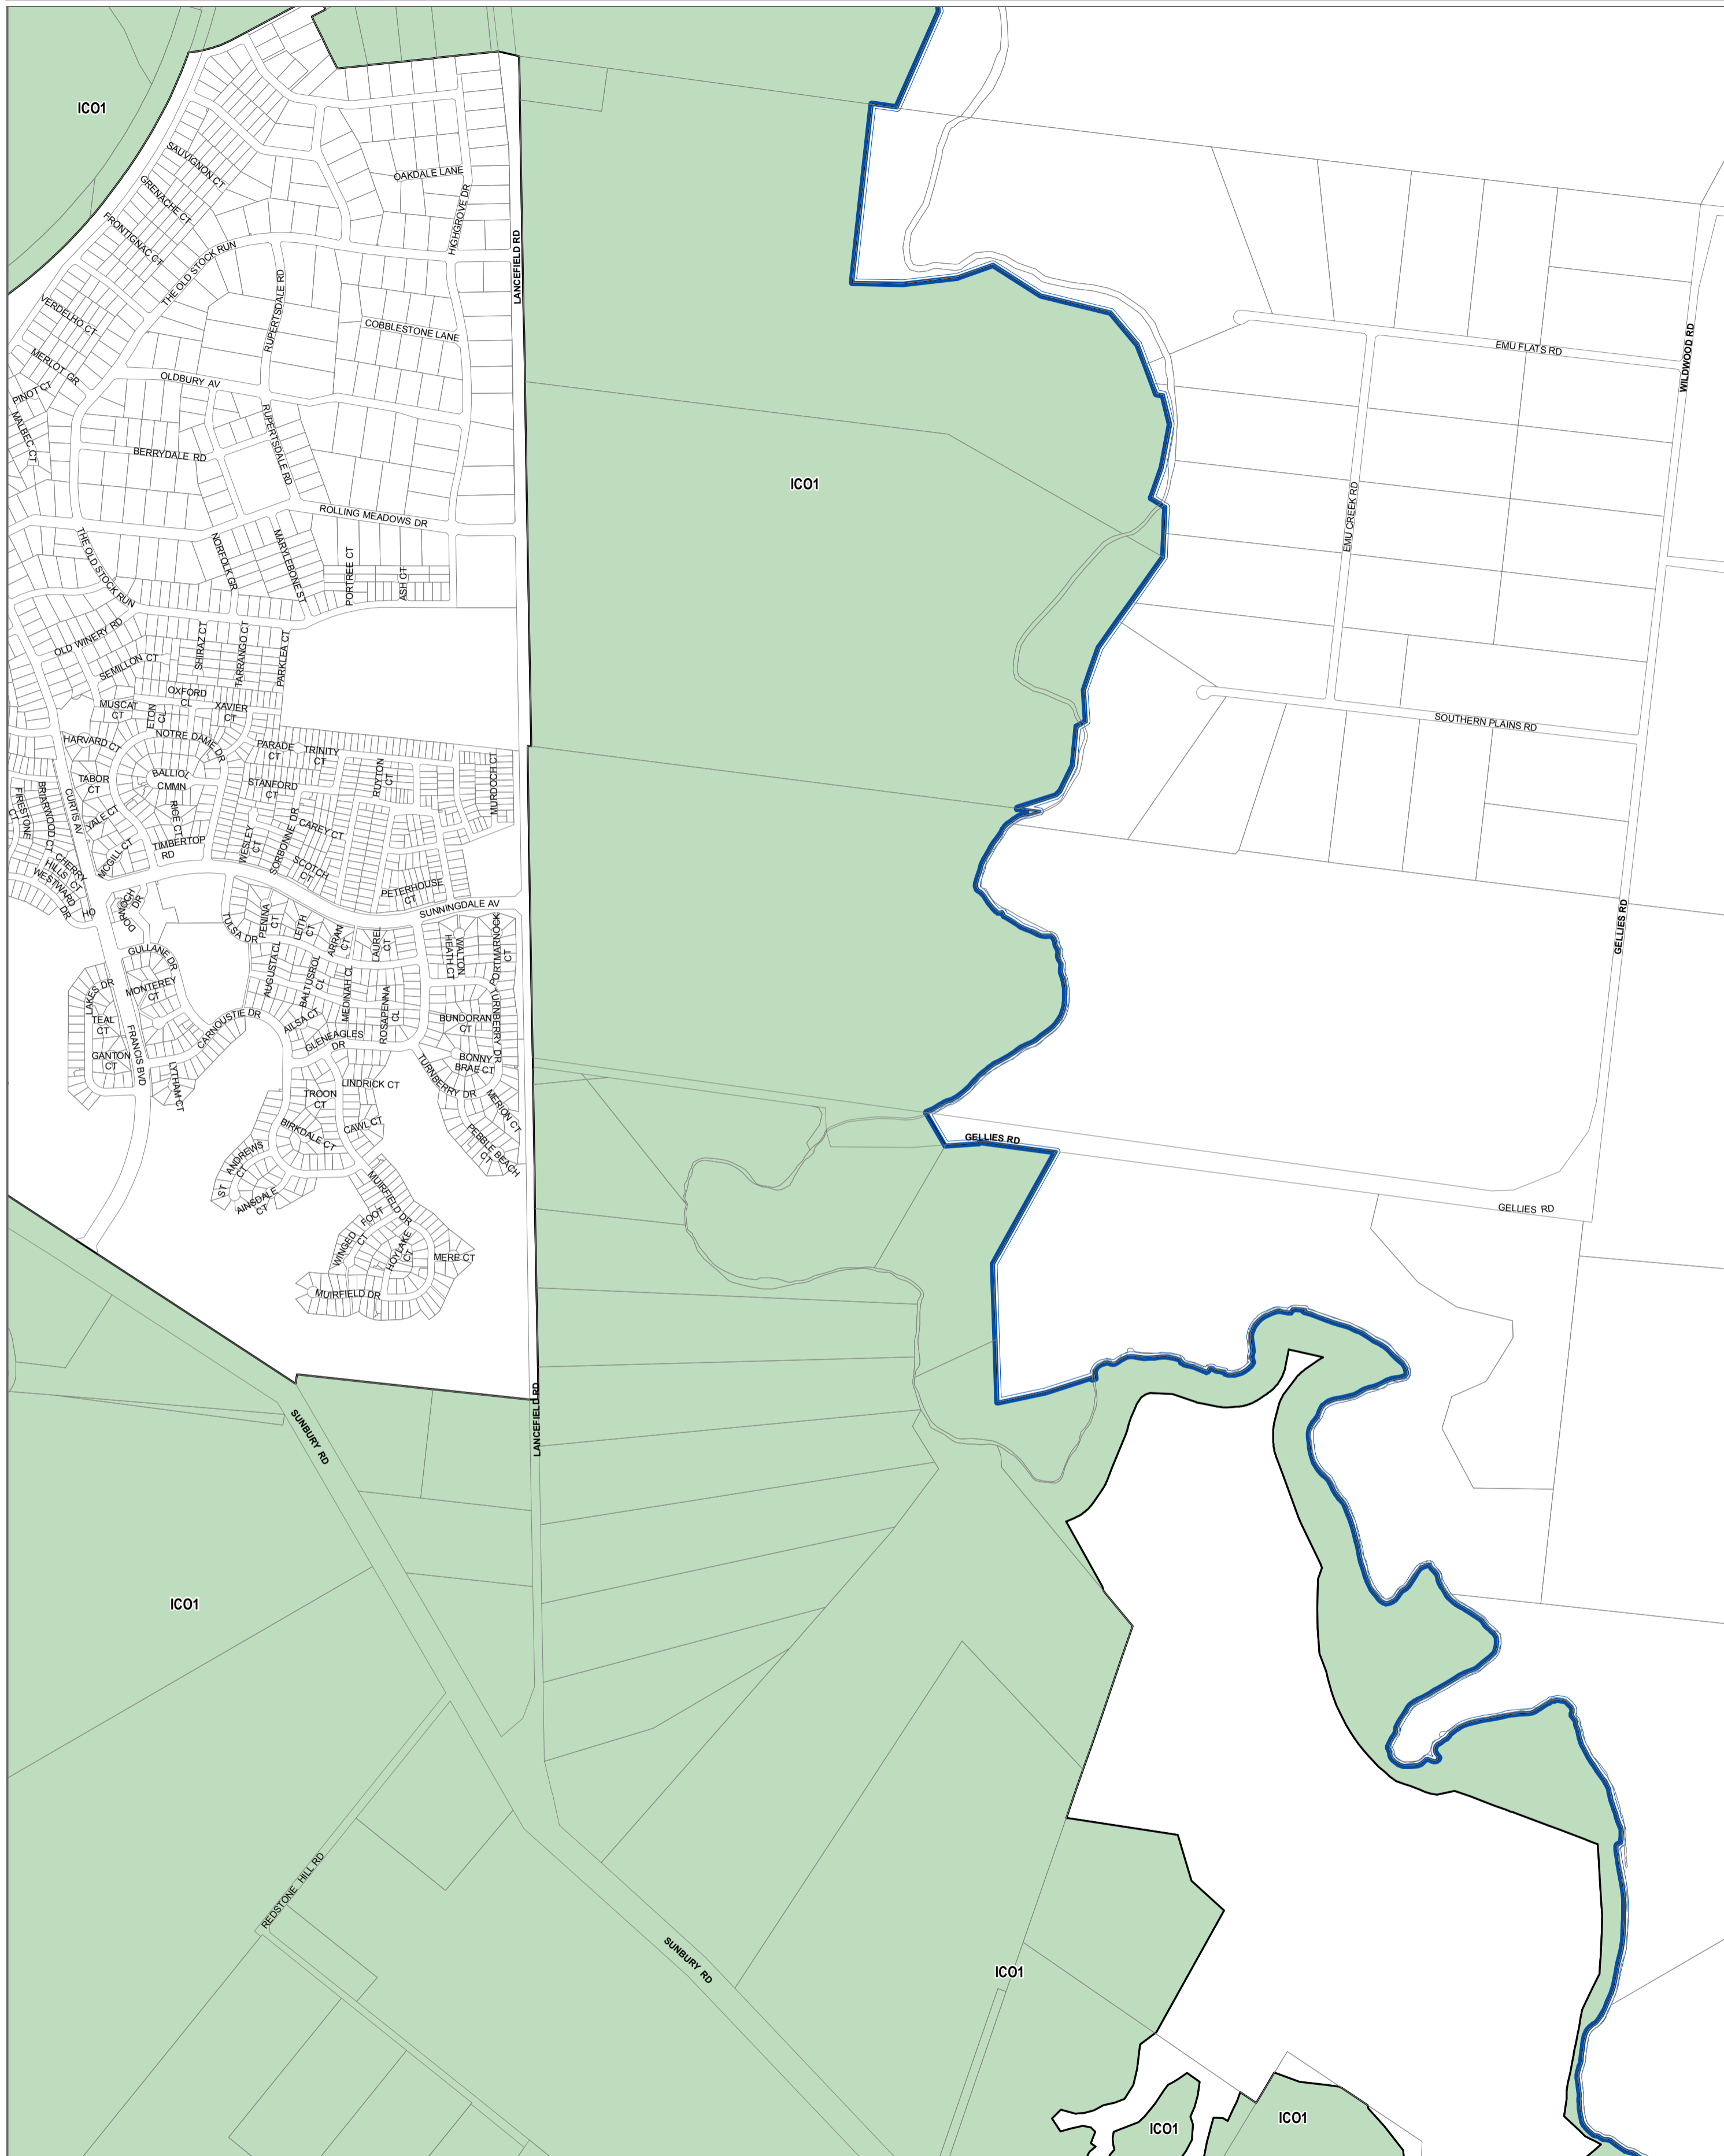 ICO1
SAUVIGNON CT
OAKDALE LANE
GRENACHE CT
HIGHGROVE DR
FRONTIGNAC CT
THE OLD STOCK RUN
LANCEFIELD RD
RUPERTSDALE RD
VERDELHO CT
COBBLESTONE LANE
EMU FLATS RD
WILDWOOD RD
MERLOT GR
OLDBURY AV
PINOT CT
MALBEC CT
RUPERTSDALE RD
BERRYDALE RD
ICO1
ROLLING MEADOWS DR
EMU CREEK RD
THE OLD STOCK RUN
NORFOLK GR
MARYLEBONE ST
PORTREE CT
ASH CT
OLD WINERY RD
SHIRAZ CT
TARRANGO CT
PARKLEA CT
SEMILLON CT
OXFORD
CL
MUSCAT
CT
ETON
CL
XAVIER
CT
SOUTHERN PLAINS RD
HARVARD CT
NOTRE DAME DR
PARADE
CT
TRINITY
CT
TABOR
CT
BALLIOL
CMMN
STANFORD
CT
RUYTON
CT
MURDOCH CT
FIRESTONE
CT
BRIARWOOD CT
CURTIS AV
YALE CT
RICE CT
CAREY CT
SORBONNE DR
WESLEY
CT
MCGILL CT
TIMBERTOP
RD
SCOTCH
CT
CHERRY
HILLS CT
WESTWARD
HO
DR
PETERHOUSE
CT
SUNNINGDALE AV
DORNOCH
DR
TULSA DR
PENINA
CT
LEITH
CT
ARRAN
CT
LAUREL
CT
HEATH CT
WALTON
PORTMARNOCK
CT
GELLIES RD
GULLANE DR
AUGUSTA CL
BALTUSROL
CL
MEDINAH CL
LAKES DR
MONTEREY
CT
ROSAPENNA
CL
TEAL
CT
CARNOUSTIE DR
AILSA CT
BUNDORAN
CT
TURNBERRY DR
FRANCIS BVD
GLENEAGLES
DR
GANTON
CT
BONNY
BRAE CT
LYTHAM CT
TURNBERRY DR
LINDRICK CT
TROON
CT
MERION CT
BIRKDALE CT
CAWL CT
PEBBLE BEACH
CT
GELLIES RD
ST ANDREWS
CT
AINSDALE
CT
MUIRFIELD DR
GELLIES RD
WINGED FOOT
CT
HOYLAKE
CT
MERE CT
MUIRFIELD DR
LANCEFIELD RD
SUNBURY RD
ICO1
REDSTONE HILL RD
SUNBURY RD
ICO1
ICO1
ICO1